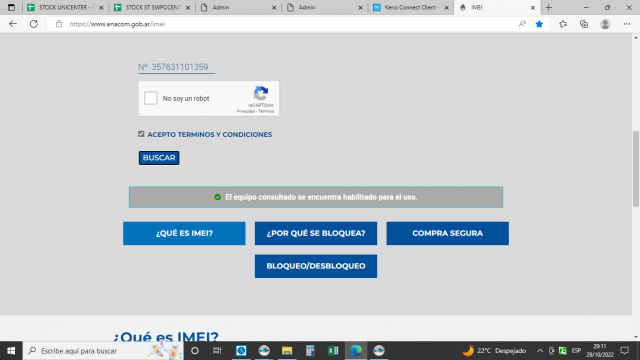 STOCK UNICENTER -
STOCK ST SWPOCENT
Admin
Admin
Kerio Connect Client
IMEI
https://www.enacom.gob.ar/imei
Nº 357631101359
No soy un robot
reCAPTCHA
Privacidad - Términos
ACEPTO TERMINOS Y CONDICIONES
BUSCAR
El equipo consultado se encuentra habilitado para el uso.
¿QUÉ ES IMEI?
¿POR QUÉ SE BLOQUEA?
COMPRA SEGURA
BLOQUEO/DESBLOQUEO
¿Qué es IMEI?
Escribe aquí para buscar
22°C Despejado
ESP
20:11
29/10/2022